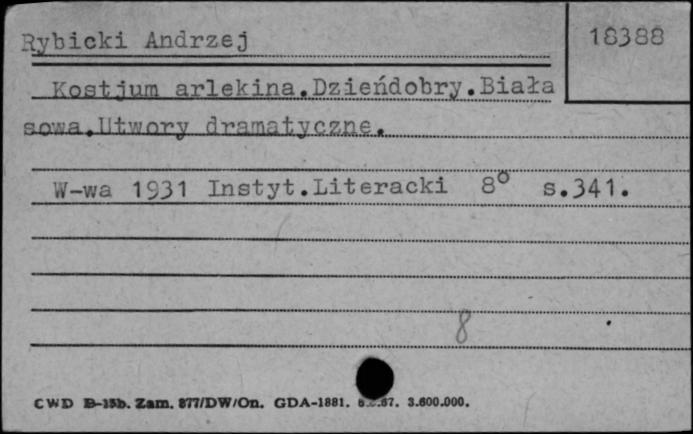 Rybicki Andrzej
18388
Kostjum arlekina.Dzieńdobry.Biała
sowa.Utwory dramatyczne.
W-wa 1931 Instyt.Literacki 8° s.341.
8
CWD B-15b. Zam. 877/DW/On. GDA-1881. 67. 3.600.000.